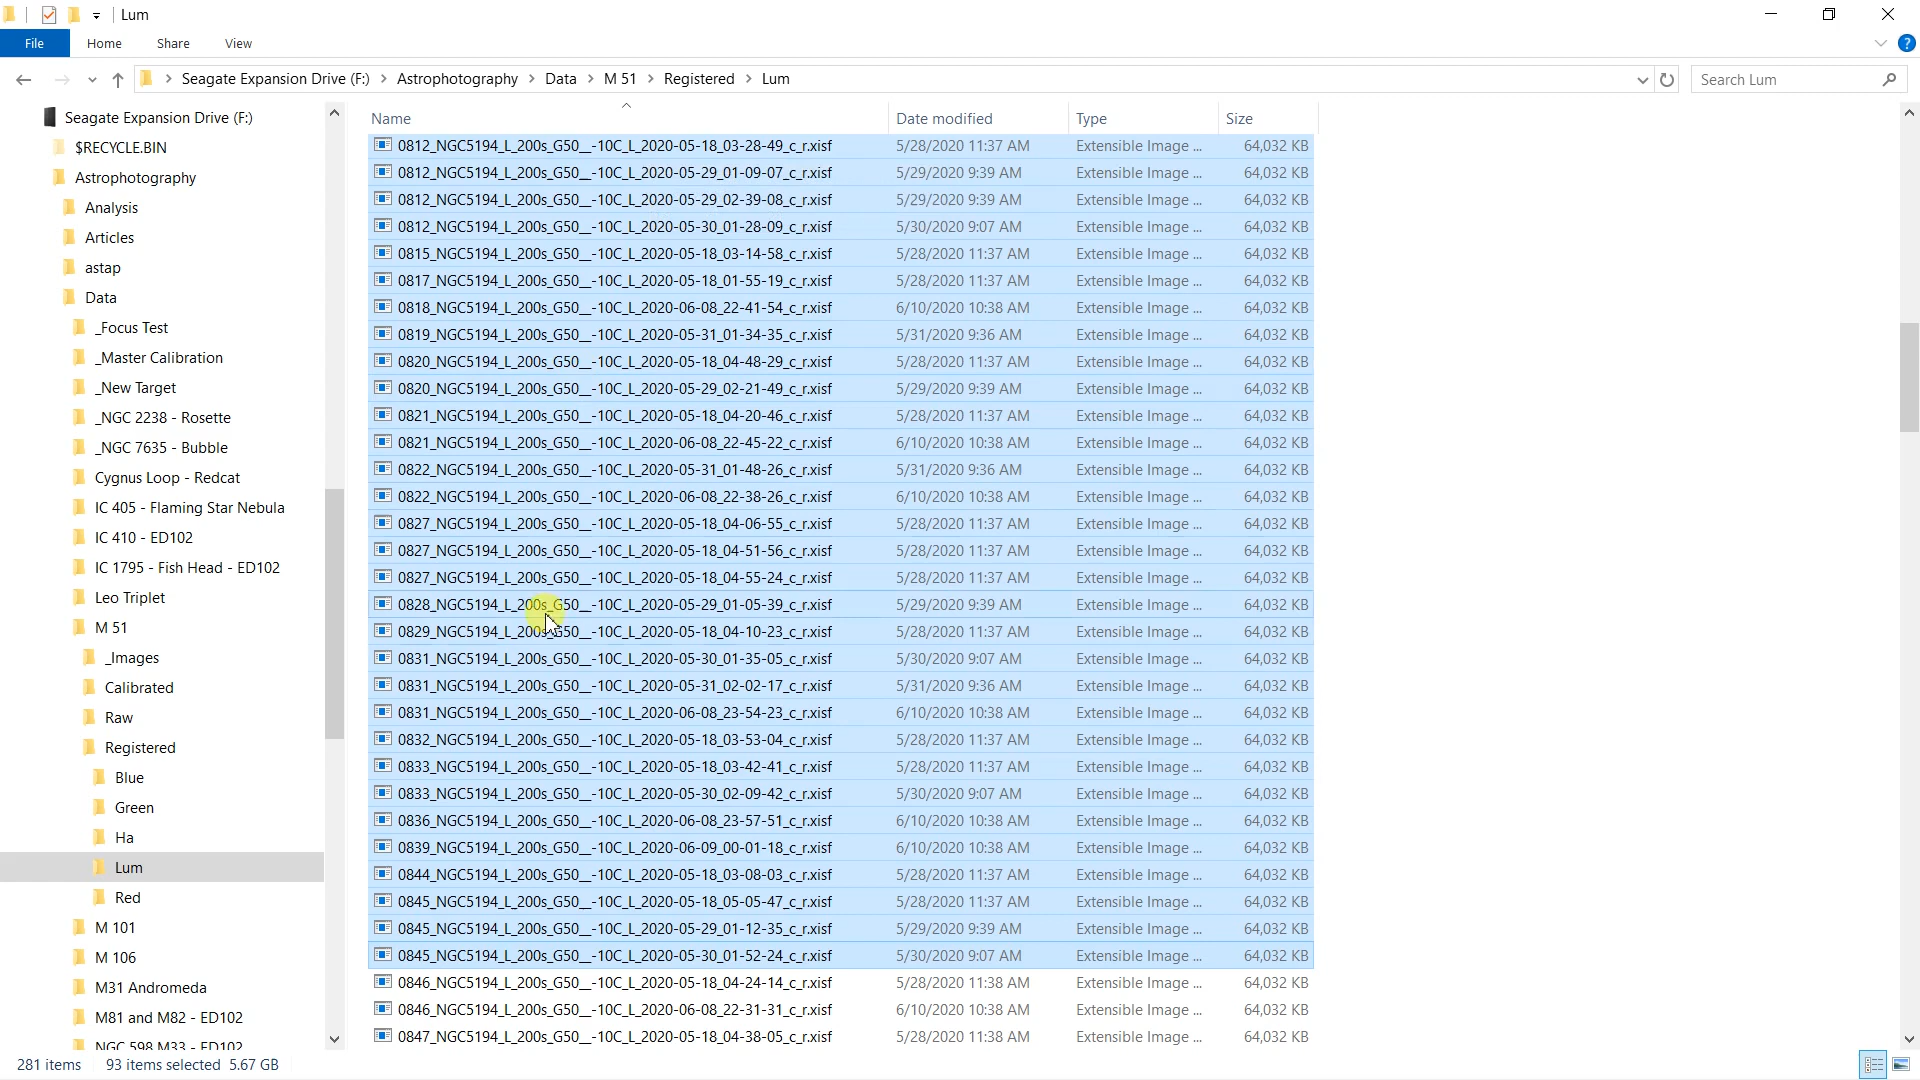 Lum
File Home Share View
Seagate Expansion Drive (F:) Astrophotography Data M 51 Registered Lum Search Lum
Seagate Expansion Drive (F:)
$RECYCLE.BIN
Astrophotography
Analysis
Articles
astap
Data
_Focus Test
_Master Calibration
_New Target
_NGC 2238 - Rosette
_NGC 7635 - Bubble
Cygnus Loop - Redcat
IC 405 - Flaming Star Nebula
IC 410 - ED102
IC 1795 - Fish Head - ED102
Leo Triplet
M 51
_Images
Calibrated
Raw
Registered
Blue
Green
Ha
Lum
Red
M 101
M 106
M31 Andromeda
M81 and M82 - ED102
NGC 598 M33 - ED102
Name Date modified Type Size
0812_NGC5194_L_200s_G50__-10C_L_2020-05-18_03-28-49_c_r.xisf 5/28/2020 11:37 AM Extensible Image ... 64,032 KB
0812_NGC5194_L_200s_G50__-10C_L_2020-05-29_01-09-07_c_r.xisf 5/29/2020 9:39 AM Extensible Image ... 64,032 KB
0812_NGC5194_L_200s_G50__-10C_L_2020-05-29_02-39-08_c_r.xisf 5/29/2020 9:39 AM Extensible Image ... 64,032 KB
0812_NGC5194_L_200s_G50__-10C_L_2020-05-30_01-28-09_c_r.xisf 5/30/2020 9:07 AM Extensible Image ... 64,032 KB
0815_NGC5194_L_200s_G50__-10C_L_2020-05-18_03-14-58_c_r.xisf 5/28/2020 11:37 AM Extensible Image ... 64,032 KB
0817_NGC5194_L_200s_G50__-10C_L_2020-05-18_01-55-19_c_r.xisf 5/28/2020 11:37 AM Extensible Image ... 64,032 KB
0818_NGC5194_L_200s_G50__-10C_L_2020-06-08_22-41-54_c_r.xisf 6/10/2020 10:38 AM Extensible Image ... 64,032 KB
0819_NGC5194_L_200s_G50__-10C_L_2020-05-31_01-34-35_c_r.xisf 5/31/2020 9:36 AM Extensible Image ... 64,032 KB
0820_NGC5194_L_200s_G50__-10C_L_2020-05-18_04-48-29_c_r.xisf 5/28/2020 11:37 AM Extensible Image ... 64,032 KB
0820_NGC5194_L_200s_G50__-10C_L_2020-05-29_02-21-49_c_r.xisf 5/29/2020 9:39 AM Extensible Image ... 64,032 KB
0821_NGC5194_L_200s_G50__-10C_L_2020-05-18_04-20-46_c_r.xisf 5/28/2020 11:37 AM Extensible Image ... 64,032 KB
0821_NGC5194_L_200s_G50__-10C_L_2020-06-08_22-45-22_c_r.xisf 6/10/2020 10:38 AM Extensible Image ... 64,032 KB
0822_NGC5194_L_200s_G50__-10C_L_2020-05-31_01-48-26_c_r.xisf 5/31/2020 9:36 AM Extensible Image ... 64,032 KB
0822_NGC5194_L_200s_G50__-10C_L_2020-06-08_22-38-26_c_r.xisf 6/10/2020 10:38 AM Extensible Image ... 64,032 KB
0827_NGC5194_L_200s_G50__-10C_L_2020-05-18_04-06-55_c_r.xisf 5/28/2020 11:37 AM Extensible Image ... 64,032 KB
0827_NGC5194_L_200s_G50__-10C_L_2020-05-18_04-51-56_c_r.xisf 5/28/2020 11:37 AM Extensible Image ... 64,032 KB
0827_NGC5194_L_200s_G50__-10C_L_2020-05-18_04-55-24_c_r.xisf 5/28/2020 11:37 AM Extensible Image ... 64,032 KB
0828_NGC5194_L_200s_G50__-10C_L_2020-05-29_01-05-39_c_r.xisf 5/29/2020 9:39 AM Extensible Image ... 64,032 KB
0829_NGC5194_L_200s_G50__-10C_L_2020-05-18_04-10-23_c_r.xisf 5/28/2020 11:37 AM Extensible Image ... 64,032 KB
0831_NGC5194_L_200s_G50__-10C_L_2020-05-30_01-35-05_c_r.xisf 5/30/2020 9:07 AM Extensible Image ... 64,032 KB
0831_NGC5194_L_200s_G50__-10C_L_2020-05-31_02-02-17_c_r.xisf 5/31/2020 9:36 AM Extensible Image ... 64,032 KB
0831_NGC5194_L_200s_G50__-10C_L_2020-06-08_23-54-23_c_r.xisf 6/10/2020 10:38 AM Extensible Image ... 64,032 KB
0832_NGC5194_L_200s_G50__-10C_L_2020-05-18_03-53-04_c_r.xisf 5/28/2020 11:37 AM Extensible Image ... 64,032 KB
0833_NGC5194_L_200s_G50__-10C_L_2020-05-18_03-42-41_c_r.xisf 5/28/2020 11:37 AM Extensible Image ... 64,032 KB
0833_NGC5194_L_200s_G50__-10C_L_2020-05-30_02-09-42_c_r.xisf 5/30/2020 9:07 AM Extensible Image ... 64,032 KB
0836_NGC5194_L_200s_G50__-10C_L_2020-06-08_23-57-51_c_r.xisf 6/10/2020 10:38 AM Extensible Image ... 64,032 KB
0839_NGC5194_L_200s_G50__-10C_L_2020-06-09_00-01-18_c_r.xisf 6/10/2020 10:38 AM Extensible Image ... 64,032 KB
0844_NGC5194_L_200s_G50__-10C_L_2020-05-18_03-08-03_c_r.xisf 5/28/2020 11:37 AM Extensible Image ... 64,032 KB
0845_NGC5194_L_200s_G50__-10C_L_2020-05-18_05-05-47_c_r.xisf 5/28/2020 11:37 AM Extensible Image ... 64,032 KB
0845_NGC5194_L_200s_G50__-10C_L_2020-05-29_01-12-35_c_r.xisf 5/29/2020 9:39 AM Extensible Image ... 64,032 KB
0845_NGC5194_L_200s_G50__-10C_L_2020-05-30_01-52-24_c_r.xisf 5/30/2020 9:07 AM Extensible Image ... 64,032 KB
0846_NGC5194_L_200s_G50__-10C_L_2020-05-18_04-24-14_c_r.xisf 5/28/2020 11:38 AM Extensible Image ... 64,032 KB
0846_NGC5194_L_200s_G50__-10C_L_2020-06-08_22-31-31_c_r.xisf 6/10/2020 10:38 AM Extensible Image ... 64,032 KB
0847_NGC5194_L_200s_G50__-10C_L_2020-05-18_04-38-05_c_r.xisf 5/28/2020 11:38 AM Extensible Image ... 64,032 KB
281 items 93 items selected 5.67 GB